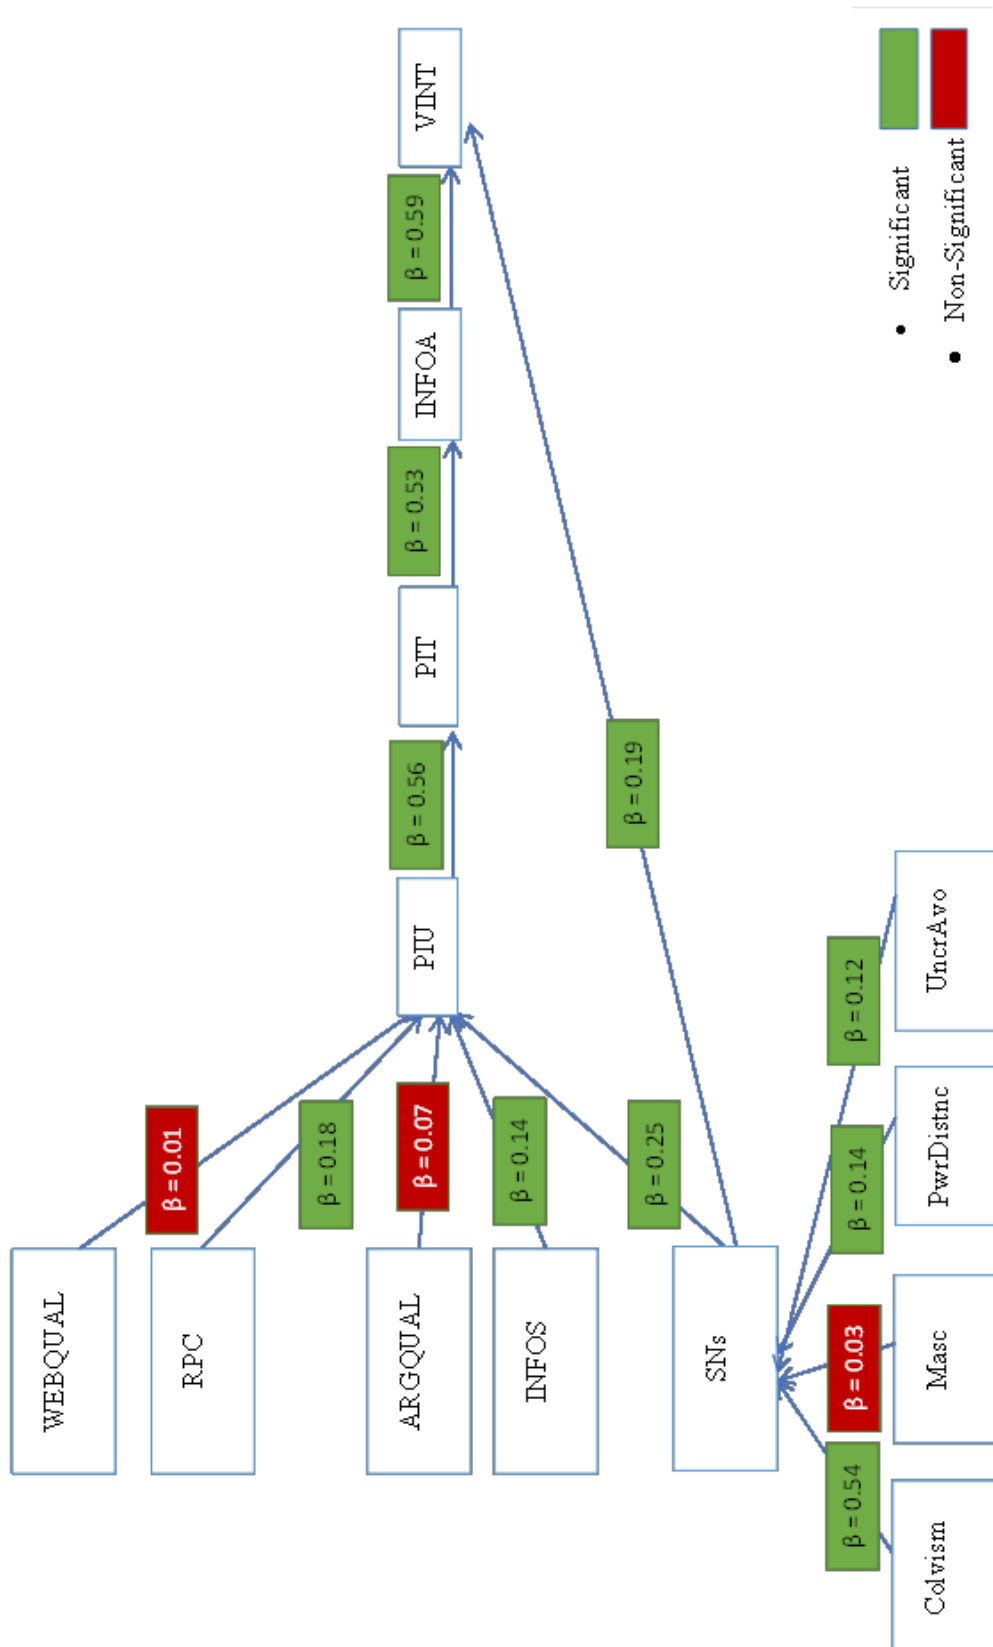 WEBQUAL
β = 0.01
RPC
β = 0.18
ARGQUAL
β = 0.07
INFOS
β = 0.14
PIU
β = 0.56
PIT
β = 0.53
INFOA
β = 0.59
VINT
SNs
β = 0.25
β = 0.19
β = 0.54
β = 0.03
β = 0.14
β = 0.12
Colvism
Masc
PwrDistnc
UncrAvo
• Significant
• Non-Significant